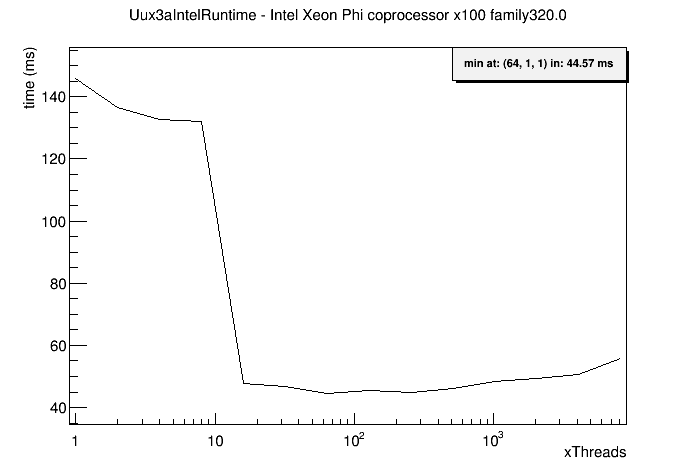 Uux3aIntelRuntime - Intel Xeon Phi coprocessor x100 family320.0
time (ms)
min at: (64, 1, 1) in: 44.57 ms
140
120
100
80
60
40
1 10 10² 10³
xThreads